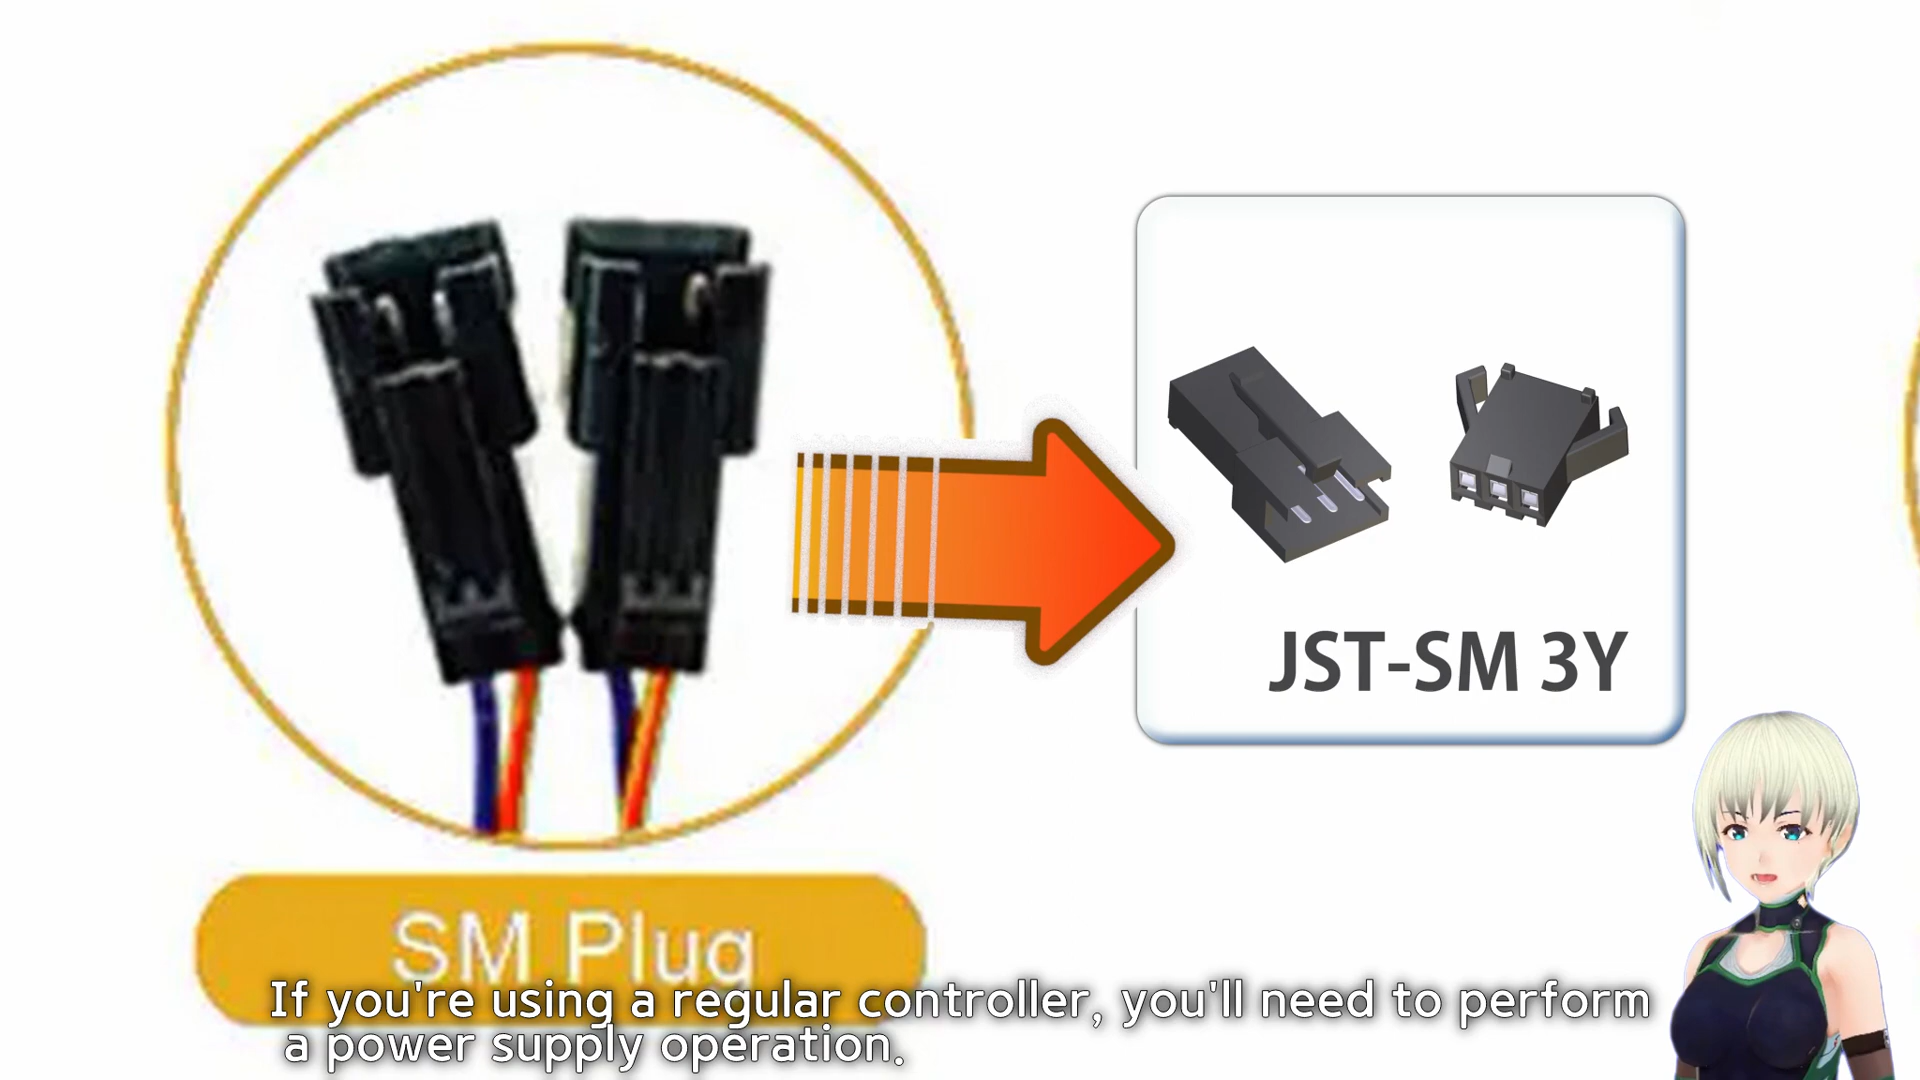 JST-SM 3Y
SM Plug
If you're using a regular controller, you'll need to perform
a power supply operation.